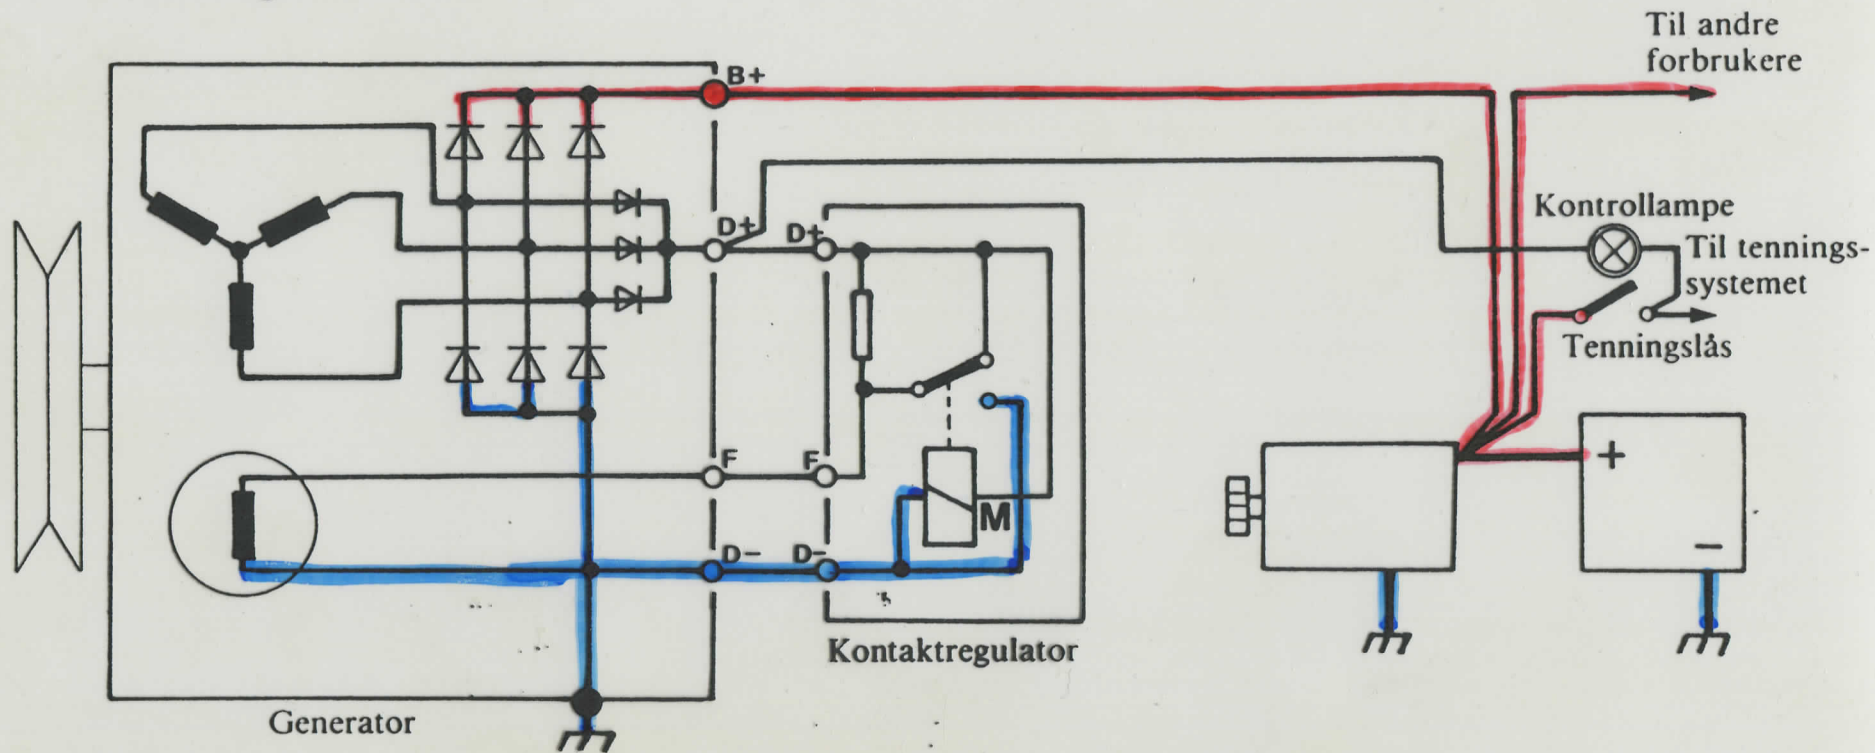 Til andre
forbrukere
B+
Kontrollampe
D+
D+
Til tennings-
systemet
Tenningslås
F
F
+
M
D−
D−
−
Kontaktregulator
Generator